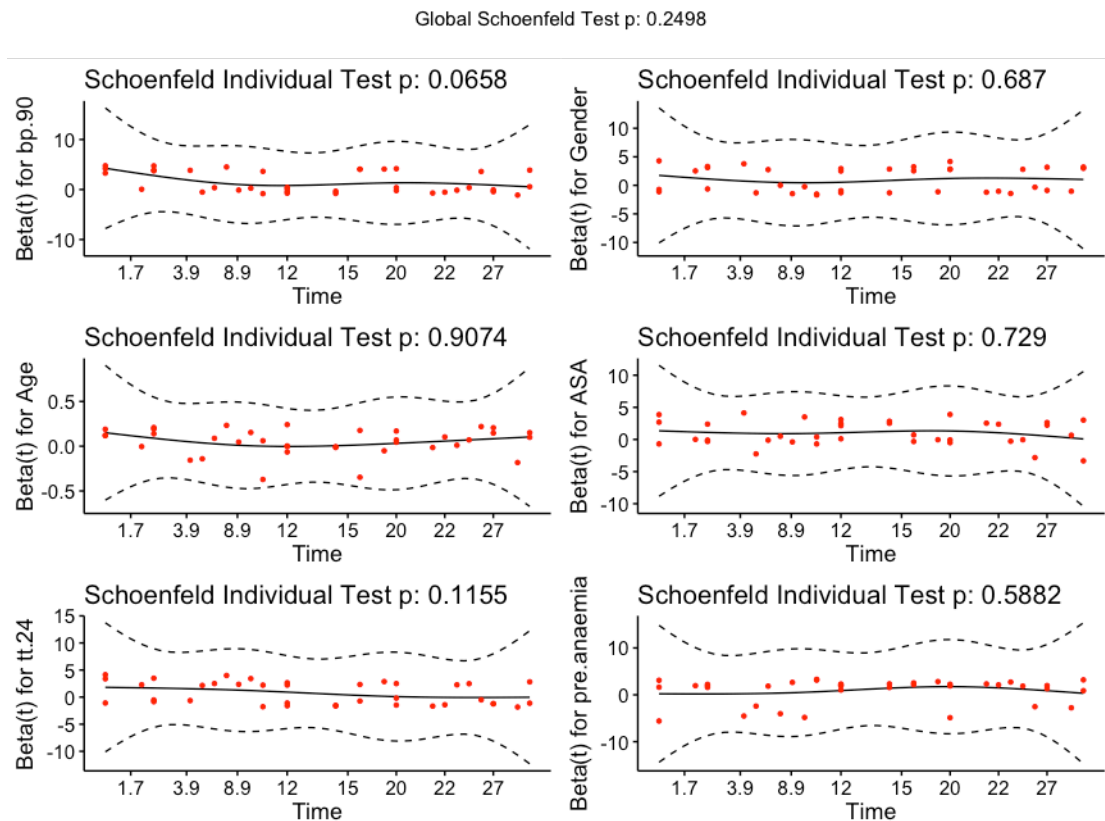 Global Schoenfeld Test p: 0.2498
Schoenfeld Individual Test p: 0.0658
Beta(t) for bp.90
10
0
-10
1.7 3.9 8.9 12 15 20 22 27
Time
Schoenfeld Individual Test p: 0.687
Beta(t) for Gender
10
5
0
-5
-10
1.7 3.9 8.9 12 15 20 22 27
Time
Schoenfeld Individual Test p: 0.9074
Beta(t) for Age
0.5
0.0
-0.5
1.7 3.9 8.9 12 15 20 22 27
Time
Schoenfeld Individual Test p: 0.729
Beta(t) for ASA
10
5
0
-5
-10
1.7 3.9 8.9 12 15 20 22 27
Time
Schoenfeld Individual Test p: 0.1155
Beta(t) for tt.24
15
10
5
0
-5
-10
1.7 3.9 8.9 12 15 20 22 27
Time
Schoenfeld Individual Test p: 0.5882
Beta(t) for pre.anaemia
10
0
-10
1.7 3.9 8.9 12 15 20 22 27
Time